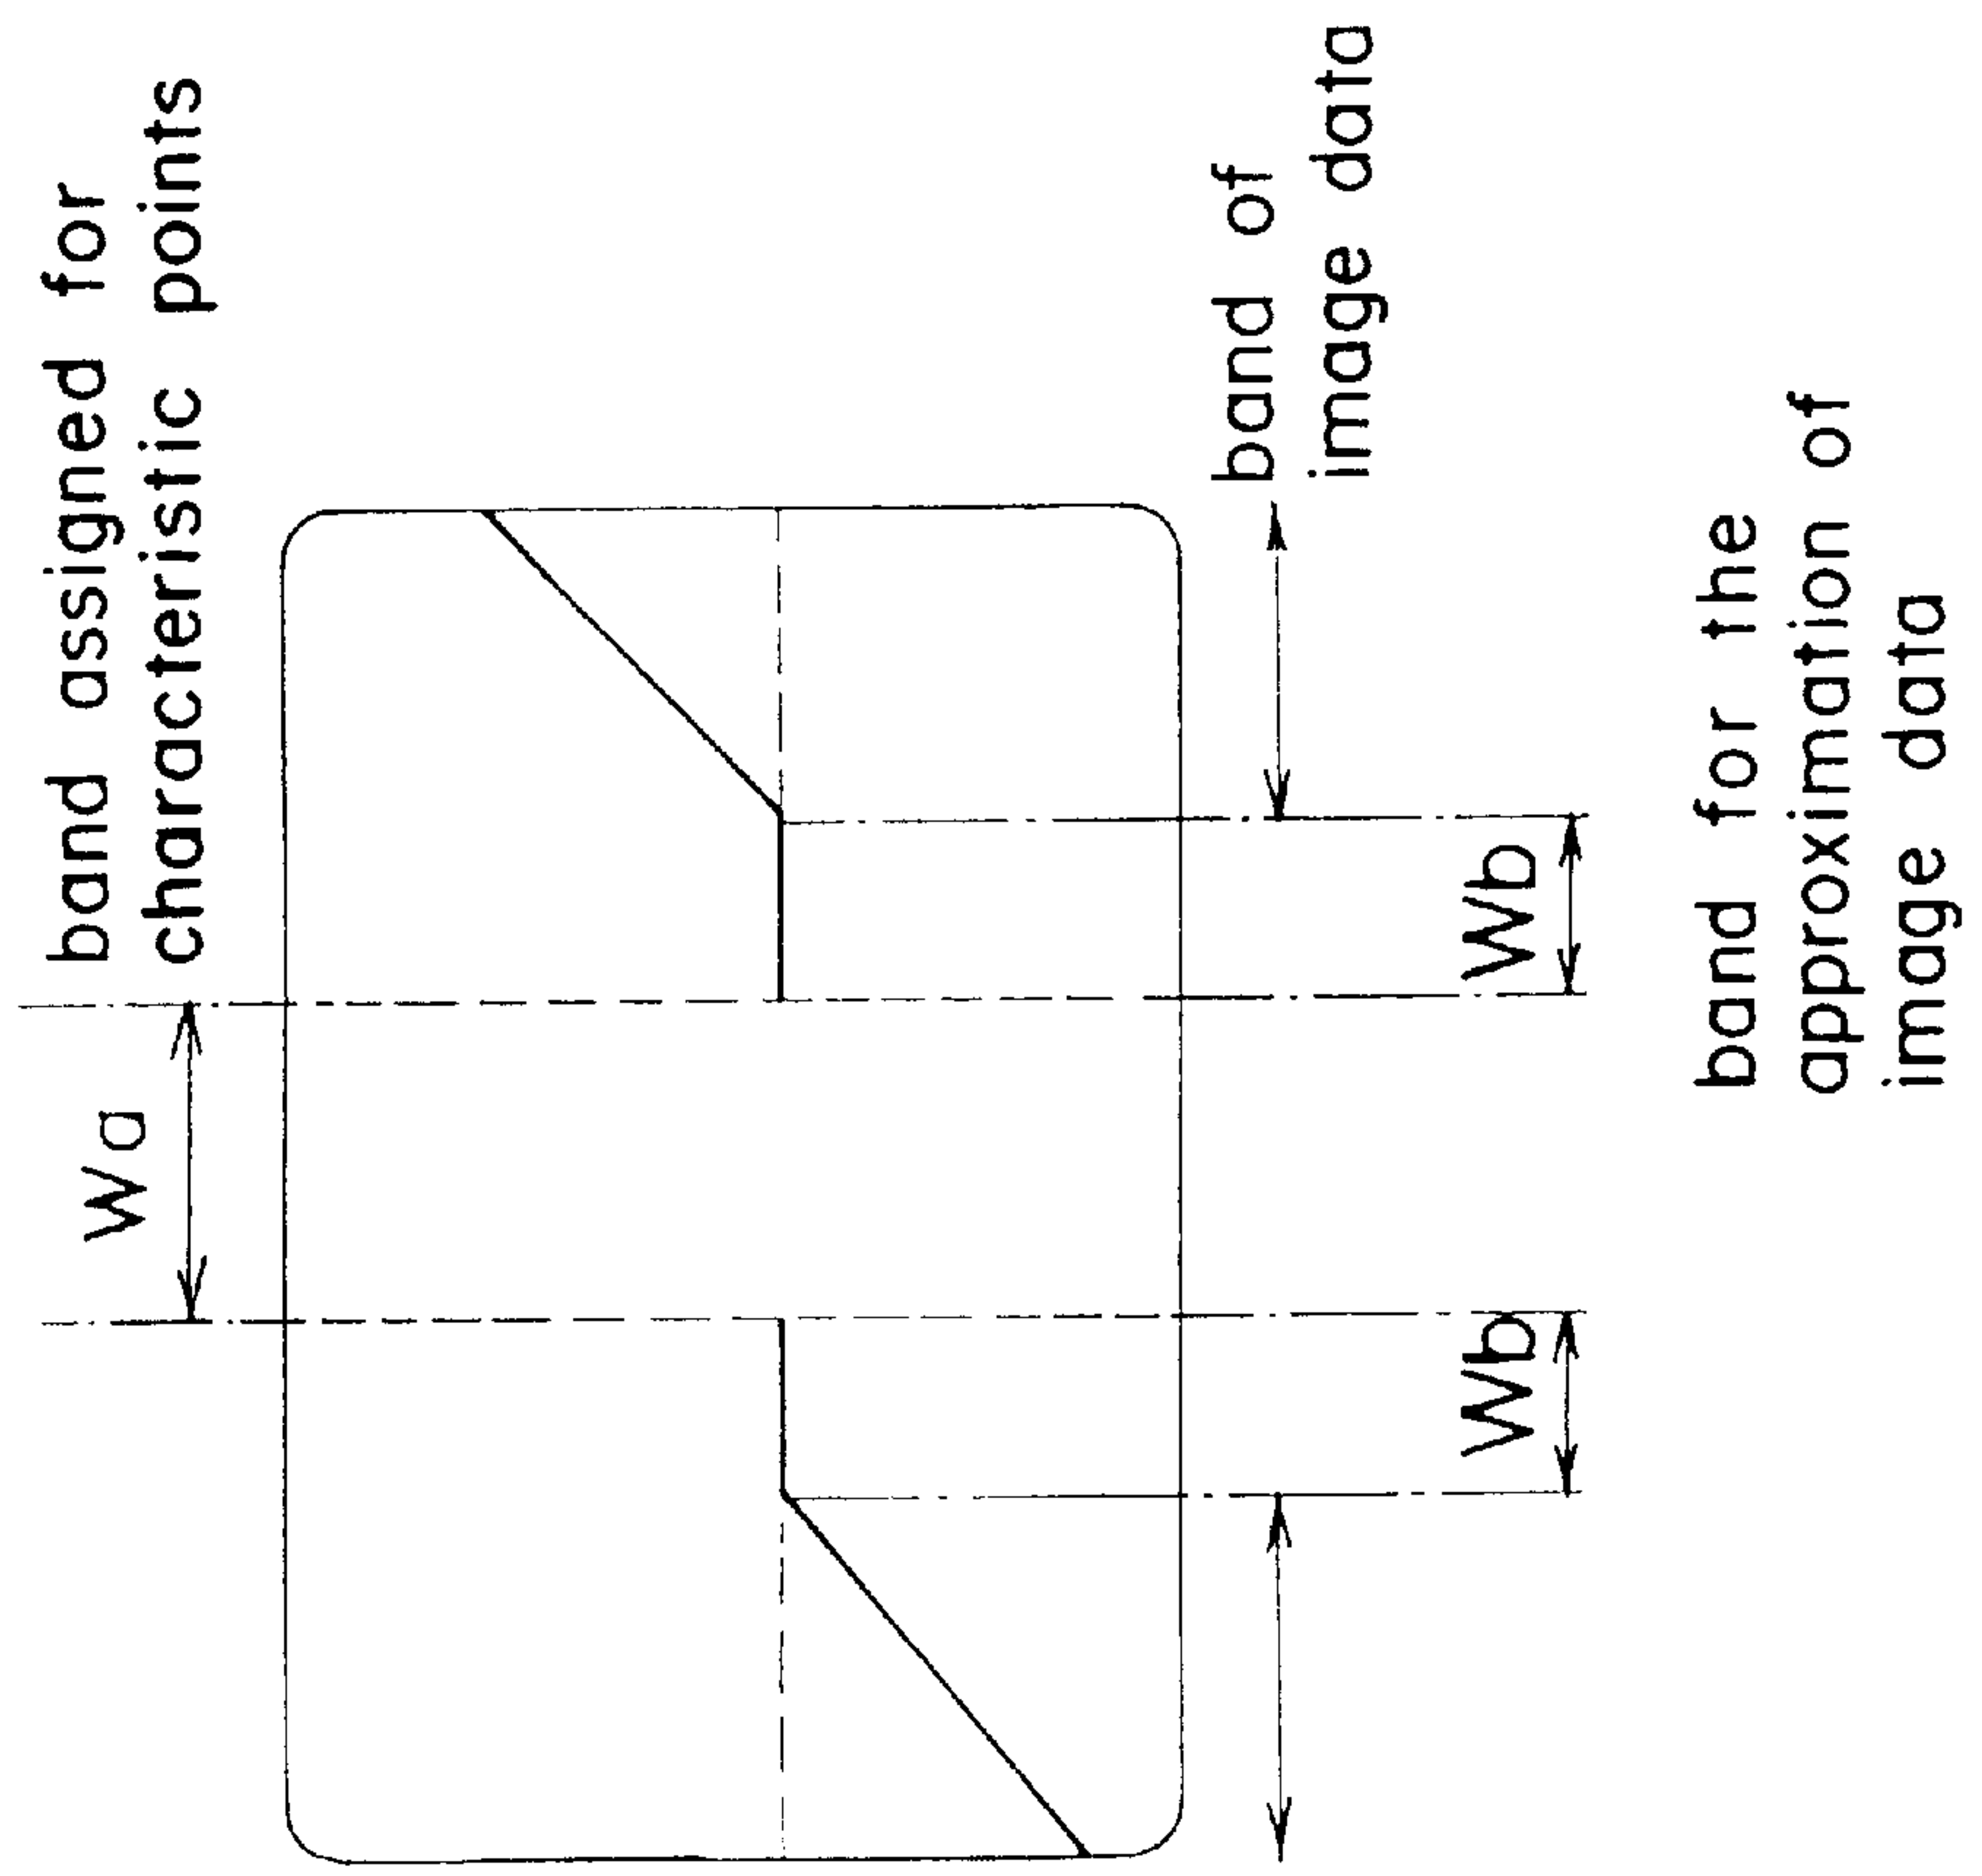 band assigned for
characteristic points
Wa
band of
image data
Wb
Wb
band for the
approximation of
image data